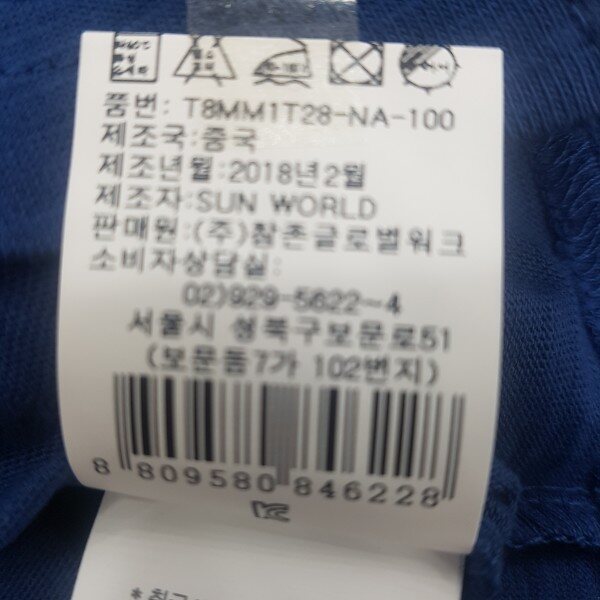 품번: T8MM1T28-NA-100
제조국:중국
제조년월:2018년2월
제조자:SUN WORLD
판매원:(주)참존글로벌워크
소비자상담실:
02)929-5622~4
서울시 성북구보문로51
(보문동7가 102번지)
8 809580 846228